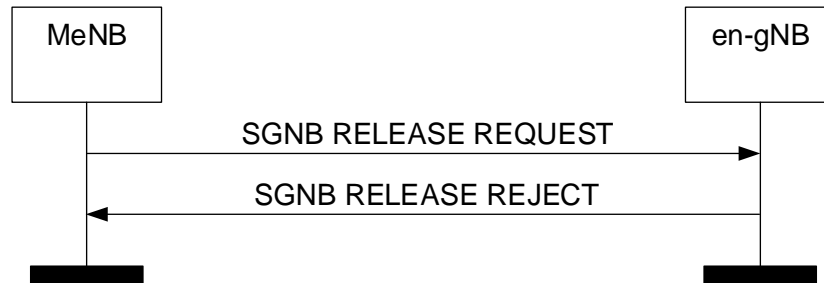 MeNB
en-gNB
SGNB RELEASE REQUEST
SGNB RELEASE REJECT